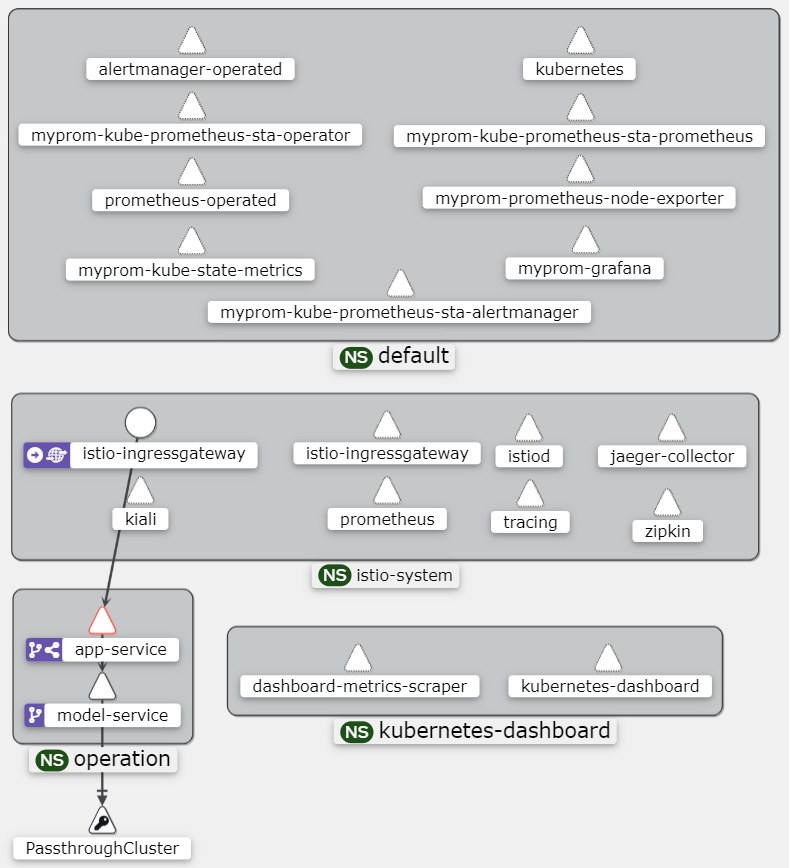 alertmanager-operated
kubernetes
myprom-kube-prometheus-sta-operator
myprom-kube-prometheus-sta-prometheus
prometheus-operated
myprom-prometheus-node-exporter
myprom-kube-state-metrics
myprom-grafana
myprom-kube-prometheus-sta-alertmanager
NS default
istio-ingressgateway
istio-ingressgateway
istiod
jaeger-collector
kiali
prometheus
tracing
zipkin
NS istio-system
app-service
model-service
NS operation
dashboard-metrics-scraper
kubernetes-dashboard
NS kubernetes-dashboard
PassthroughCluster